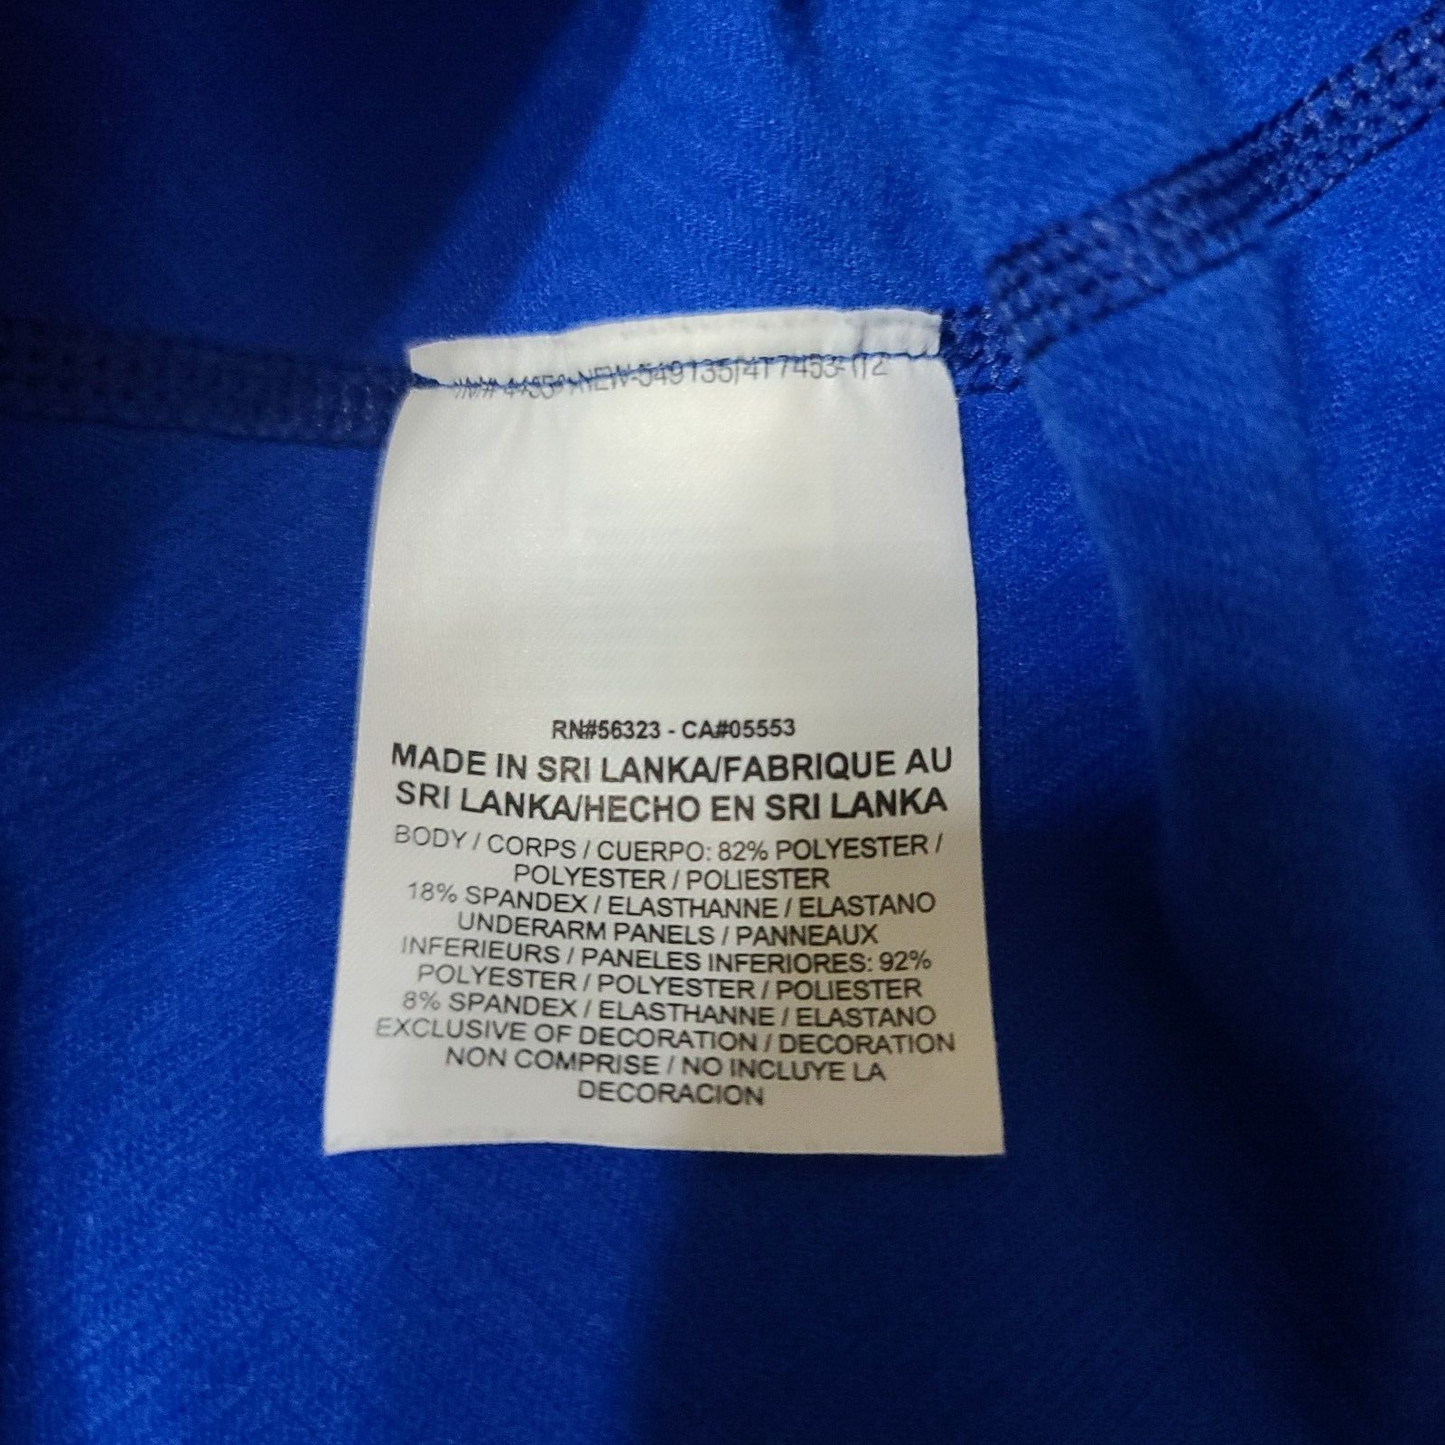 RN#56323 - CA#05553
MADE IN SRI LANKA/FABRIQUE AU
SRI LANKA/HECHO EN SRI LANKA
BODY / CORPS / CUERPO: 82% POLYESTER /
POLYESTER / POLIESTER
18% SPANDEX / ELASTHANNE / ELASTANO
UNDERARM PANELS / PANNEAUX
INFERIEURS / PANELES INFERIORES: 92%
POLYESTER / POLYESTER / POLIESTER
8% SPANDEX / ELASTHANNE / ELASTANO
EXCLUSIVE OF DECORATION / DECORATION
NON COMPRISE / NO INCLUYE LA
DECORACION